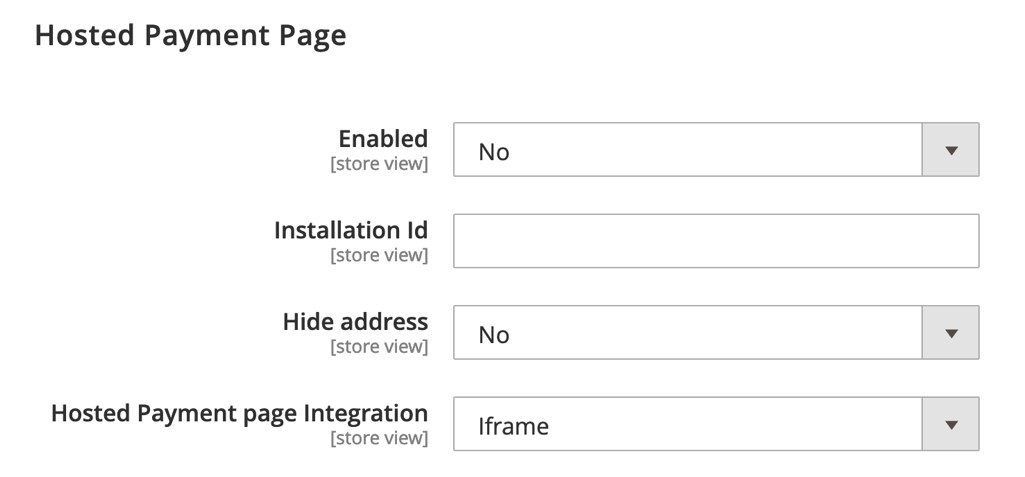 Hosted Payment Page
Enabled
[store view]
No
Installation Id
[store view]
Hide address
[store view]
No
Hosted Payment page Integration
[store view]
Iframe